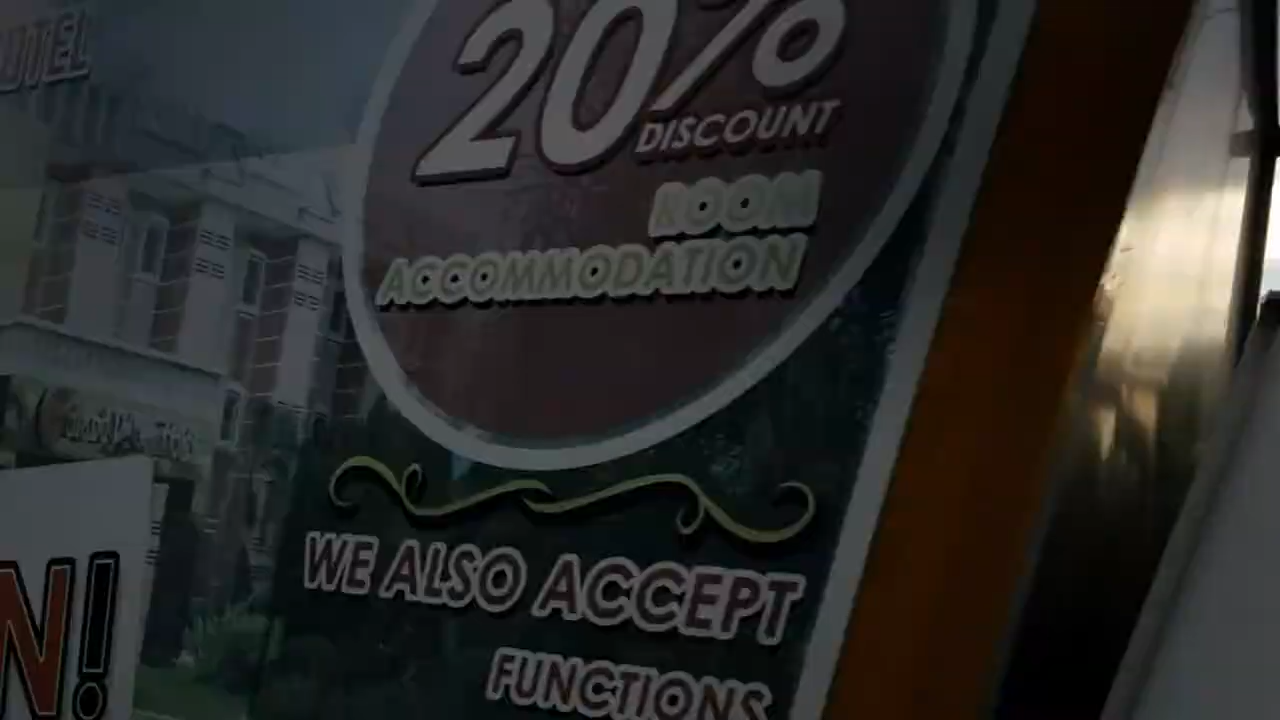 20%
DISCOUNT
ROOM
ACCOMMODATION
WE ALSO ACCEPT
FUNCTIONS
N!